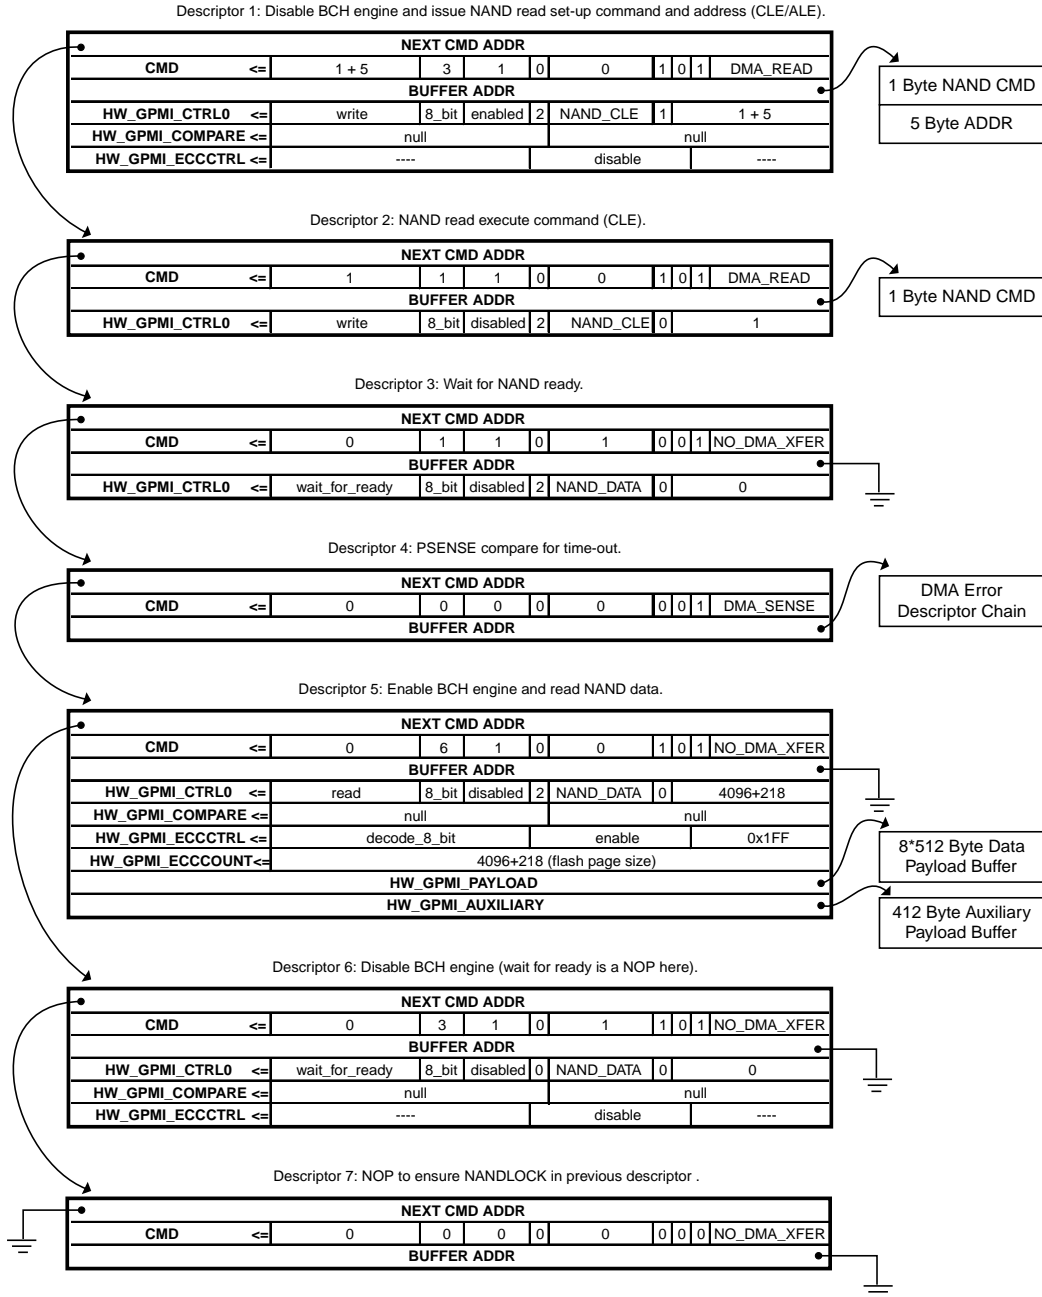 Descriptor 1: Disable BCH engine and issue NAND read set-up command and address (CLE/ALE).
NEXT CMD ADDR
CMD <= 1 + 5 3 1 0 0 1 0 1 DMA_READ
BUFFER ADDR
HW_GPMI_CTRL0 <= write 8_bit enabled 2 NAND_CLE 1 1 + 5
HW_GPMI_COMPARE <= null null
HW_GPMI_ECCCTRL <= ---- disable ----
1 Byte NAND CMD
5 Byte ADDR
Descriptor 2: NAND read execute command (CLE).
NEXT CMD ADDR
CMD <= 1 1 1 0 0 1 0 1 DMA_READ
BUFFER ADDR
HW_GPMI_CTRL0 <= write 8_bit disabled 2 NAND_CLE 0 1
1 Byte NAND CMD
Descriptor 3: Wait for NAND ready.
NEXT CMD ADDR
CMD <= 0 1 1 0 1 0 0 1 NO_DMA_XFER
BUFFER ADDR
HW_GPMI_CTRL0 <= wait_for_ready 8_bit disabled 2 NAND_DATA 0 0
Descriptor 4: PSENSE compare for time-out.
NEXT CMD ADDR
CMD <= 0 0 0 0 0 0 0 1 DMA_SENSE
BUFFER ADDR
DMA Error
Descriptor Chain
Descriptor 5: Enable BCH engine and read NAND data.
NEXT CMD ADDR
CMD <= 0 6 1 0 0 1 0 1 NO_DMA_XFER
BUFFER ADDR
HW_GPMI_CTRL0 <= read 8_bit disabled 2 NAND_DATA 0 4096+218
HW_GPMI_COMPARE <= null null
HW_GPMI_ECCCTRL <= decode_8_bit enable 0x1FF
HW_GPMI_ECCCOUNT<= 4096+218 (flash page size)
HW_GPMI_PAYLOAD
HW_GPMI_AUXILIARY
8*512 Byte Data
Payload Buffer
412 Byte Auxiliary
Payload Buffer
Descriptor 6: Disable BCH engine (wait for ready is a NOP here).
NEXT CMD ADDR
CMD <= 0 3 1 0 1 1 0 1 NO_DMA_XFER
BUFFER ADDR
HW_GPMI_CTRL0 <= wait_for_ready 8_bit disabled 0 NAND_DATA 0 0
HW_GPMI_COMPARE <= null null
HW_GPMI_ECCCTRL <= ---- disable ----
Descriptor 7: NOP to ensure NANDLOCK in previous descriptor .
NEXT CMD ADDR
CMD <= 0 0 0 0 0 0 0 0 NO_DMA_XFER
BUFFER ADDR